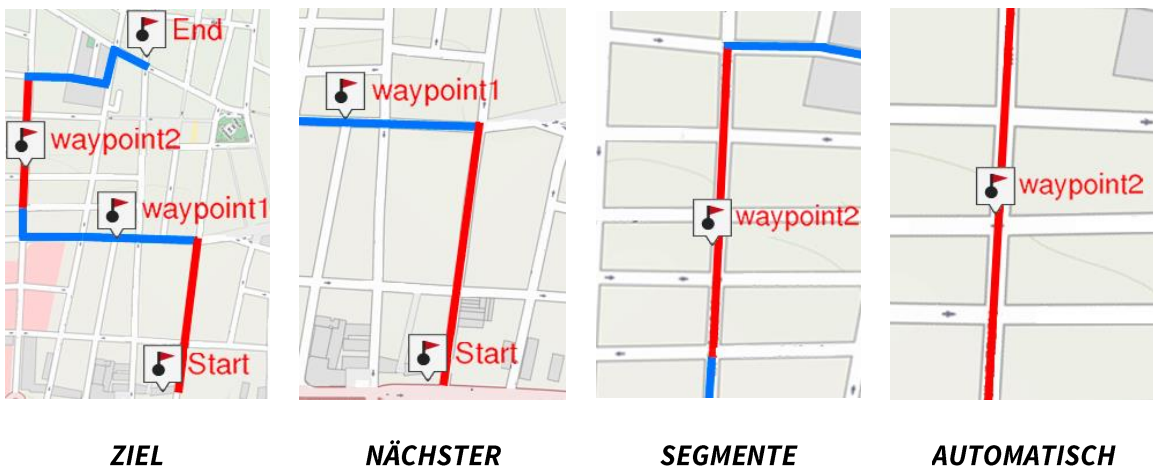 End
waypoint2
waypoint1
Start
waypoint1
Start
waypoint2
waypoint2
ZIEL
NÄCHSTER
SEGMENTE
AUTOMATISCH